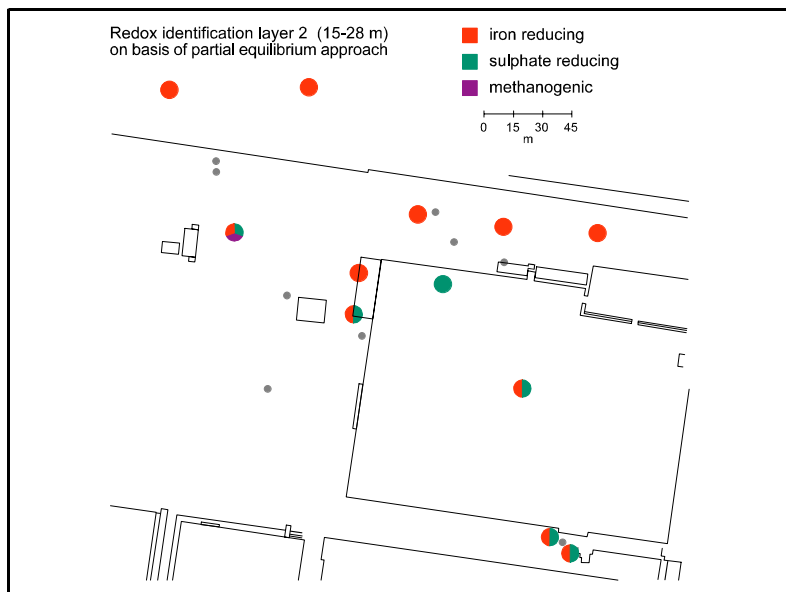 Redox identification layer 2 (15-28 m)
on basis of partial equilibrium approach
iron reducing
sulphate reducing
methanogenic
0 15 30 45
m